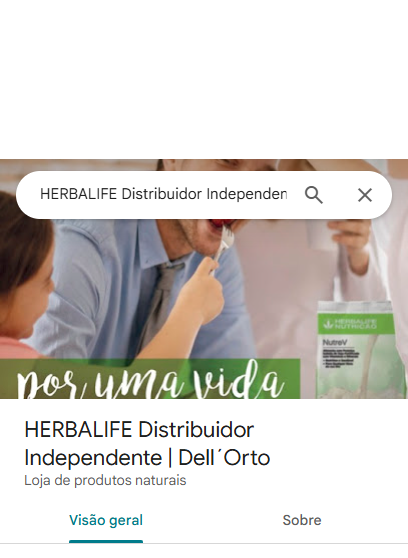 HERBALIFE Distribuidor Independen
HERBALIFE
NUTRIÇÃO
NutreV
por uma vida
HERBALIFE Distribuidor
Independente | Dell´Orto
Loja de produtos naturais
Visão geral
Sobre